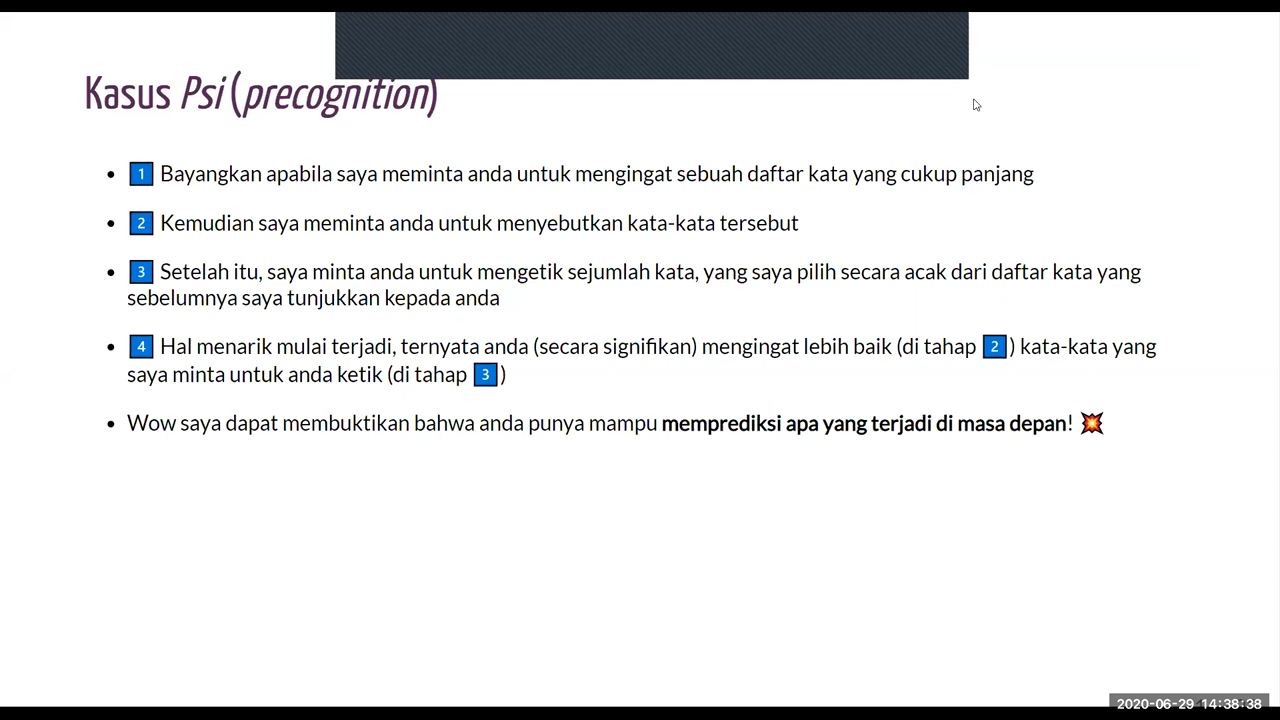 Kasus Psi (precognition)
• 1️⃣ Bayangkan apabila saya meminta anda untuk mengingat sebuah daftar kata yang cukup panjang
• 2️⃣ Kemudian saya meminta anda untuk menyebutkan kata-kata tersebut
• 3️⃣ Setelah itu, saya minta anda untuk mengetik sejumlah kata, yang saya pilih secara acak dari daftar kata yang
sebelumnya saya tunjukkan kepada anda
• 4️⃣ Hal menarik mulai terjadi, ternyata anda (secara signifikan) mengingat lebih baik (di tahap 2️⃣) kata-kata yang
saya minta untuk anda ketik (di tahap 3️⃣)
• Wow saya dapat membuktikan bahwa anda punya mampu memprediksi apa yang terjadi di masa depan! 💥
2020-06-29 14:38:38